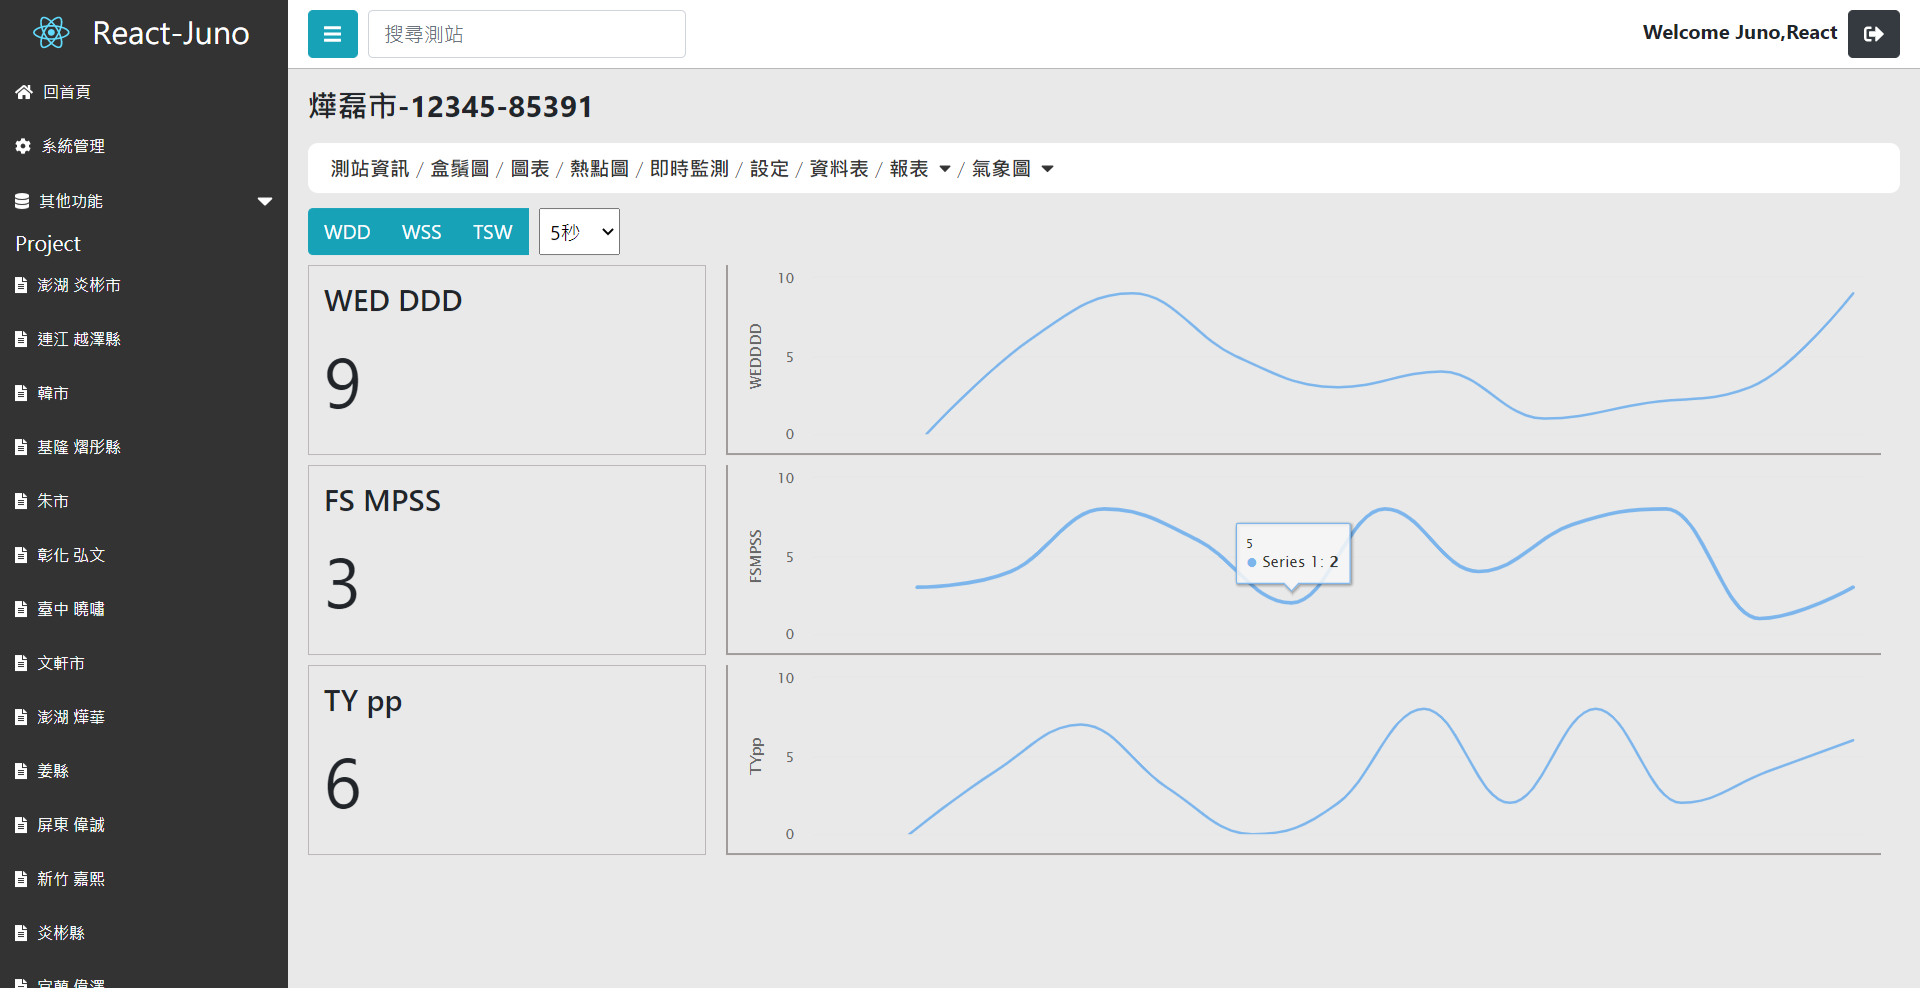 React-Juno
回首頁
系統管理
其他功能
Project
澎湖 炎彬市
連江 越澤縣
韓市
基隆 熠彤縣
朱市
彰化 弘文
臺中 曉嘯
文軒市
澎湖 燁華
姜縣
屏東 偉誠
新竹 嘉熙
炎彬縣
宜蘭 偉澤
搜尋測站
Welcome Juno,React
燁磊市-12345-85391
測站資訊 / 盒鬚圖 / 圖表 / 熱點圖 / 即時監測 / 設定 / 資料表 / 報表 / 氣象圖
WDD WSS TSW 5秒
WED DDD
9
WEDDDD
10
5
0
FS MPSS
3
FSMPSS
10
5
0
5
Series 1: 2
TY pp
6
TYpp
10
5
0